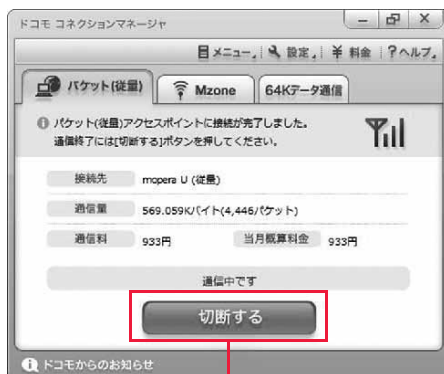 ドコモ コネクションマネージャ
メニュー 設定 ¥ 料金 ?ヘルプ
パケット(従量) Mzone 64Kデータ通信
パケット(従量)アクセスポイントに接続が完了しました。
通信終了には[切断する]ボタンを押してください。
接続先 mopera U (従量)
通信量 569.059Kバイト(4,446パケット)
通信料 933円 当月概算料金 933円
通信中です
切断する
ドコモからのお知らせ